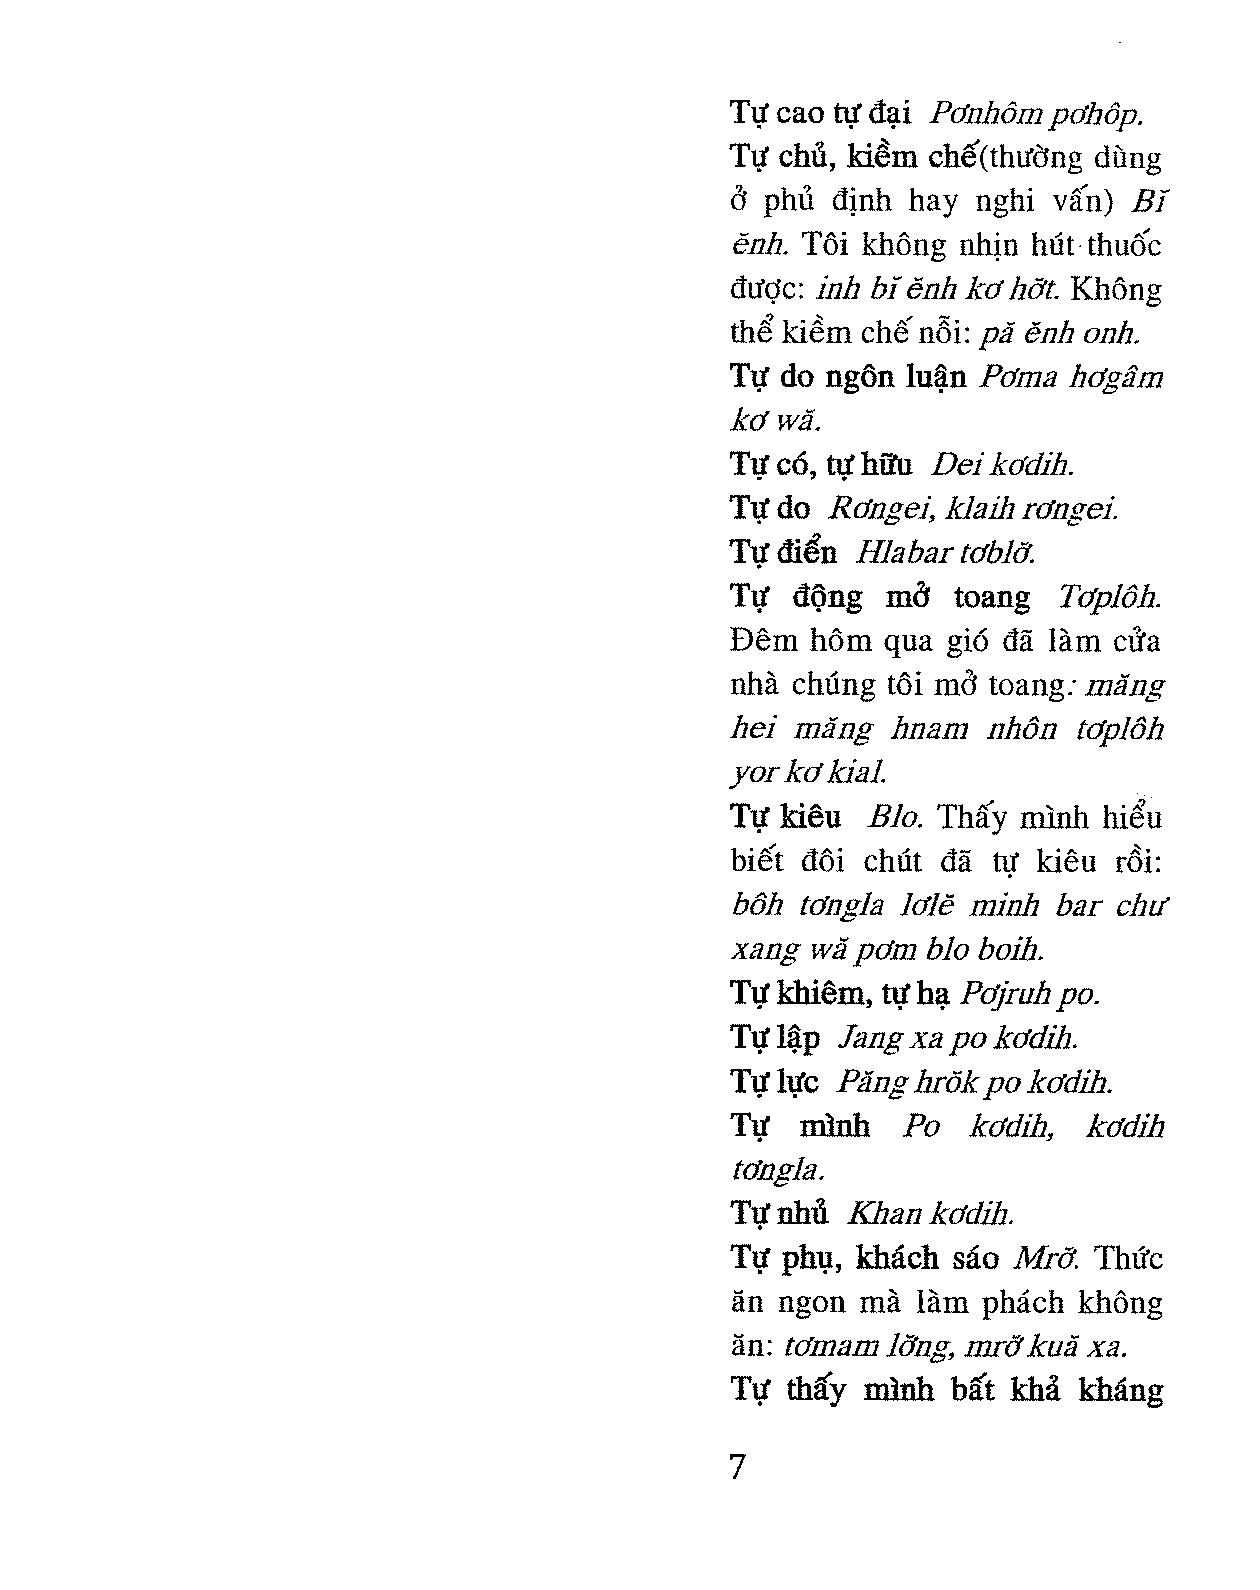 Tự cao tự đại Pơnhôm pơhôp.
Tự chủ, kiềm chế(thường dùng
ở phủ định hay nghi vấn) Bĭ
ĕnh. Tôi không nhịn hút thuốc
được: inh bĭ ĕnh kơ hơ̆t. Không
thể kiềm chế nỗi: pă ĕnh onh.
Tự do ngôn luận Pơma hơgâm
kơ wă.
Tự có, tự hữu Dei kơdih.
Tự do Rơngei, klaih rơngei.
Tự điển Hlabar tơblơ̆.
Tự động mở toang Tơplôh.
Đêm hôm qua gió đã làm cửa
nhà chúng tôi mở toang: măng
hei măng hnam nhôn tơplôh
yor kơ kial.
Tự kiêu Blo. Thấy mình hiểu
biết đôi chút đã tự kiêu rồi:
bôh tơngla lơlĕ minh bar chư
xang wă pơm blo boih.
Tự khiêm, tự hạ Pơjruh po.
Tự lập Jang xa po kơdih.
Tự lực Păng hrŏk po kơdih.
Tự mình Po kơdih, kơdih
tơngla.
Tự nhủ Khan kơdih.
Tự phụ, khách sáo Mrơ̆. Thức
ăn ngon mà làm phách không
ăn: tơmam lơ̆ng, mrơ̆ kuă xa.
Tự thấy mình bất khả kháng
7